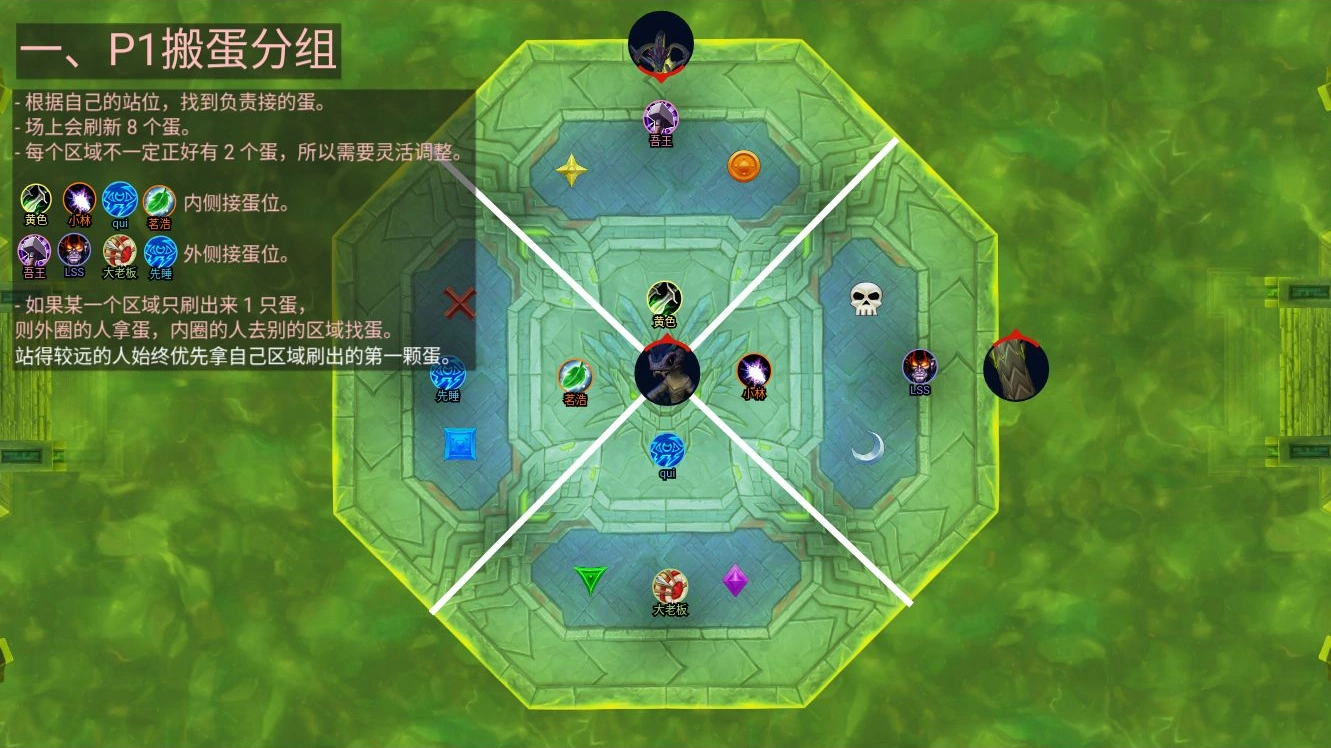 一、P1搬蛋分组
- 根据自己的站位，找到负责接的蛋。
- 场上会刷新 8 个蛋。
- 每个区域不一定正好有 2 个蛋，所以需要灵活调整。
黄色 小林 qui 茗浩 内侧接蛋位。
吾王 LSS 大老板 先睡 外侧接蛋位。
- 如果某一个区域只刷出来 1 只蛋，
则外圈的人拿蛋，内圈的人去别的区域找蛋。
站得较远的人始终优先拿自己区域刷出的第一颗蛋。
吾王
黄色
先睡
茗浩
小林
LSS
qui
大老板